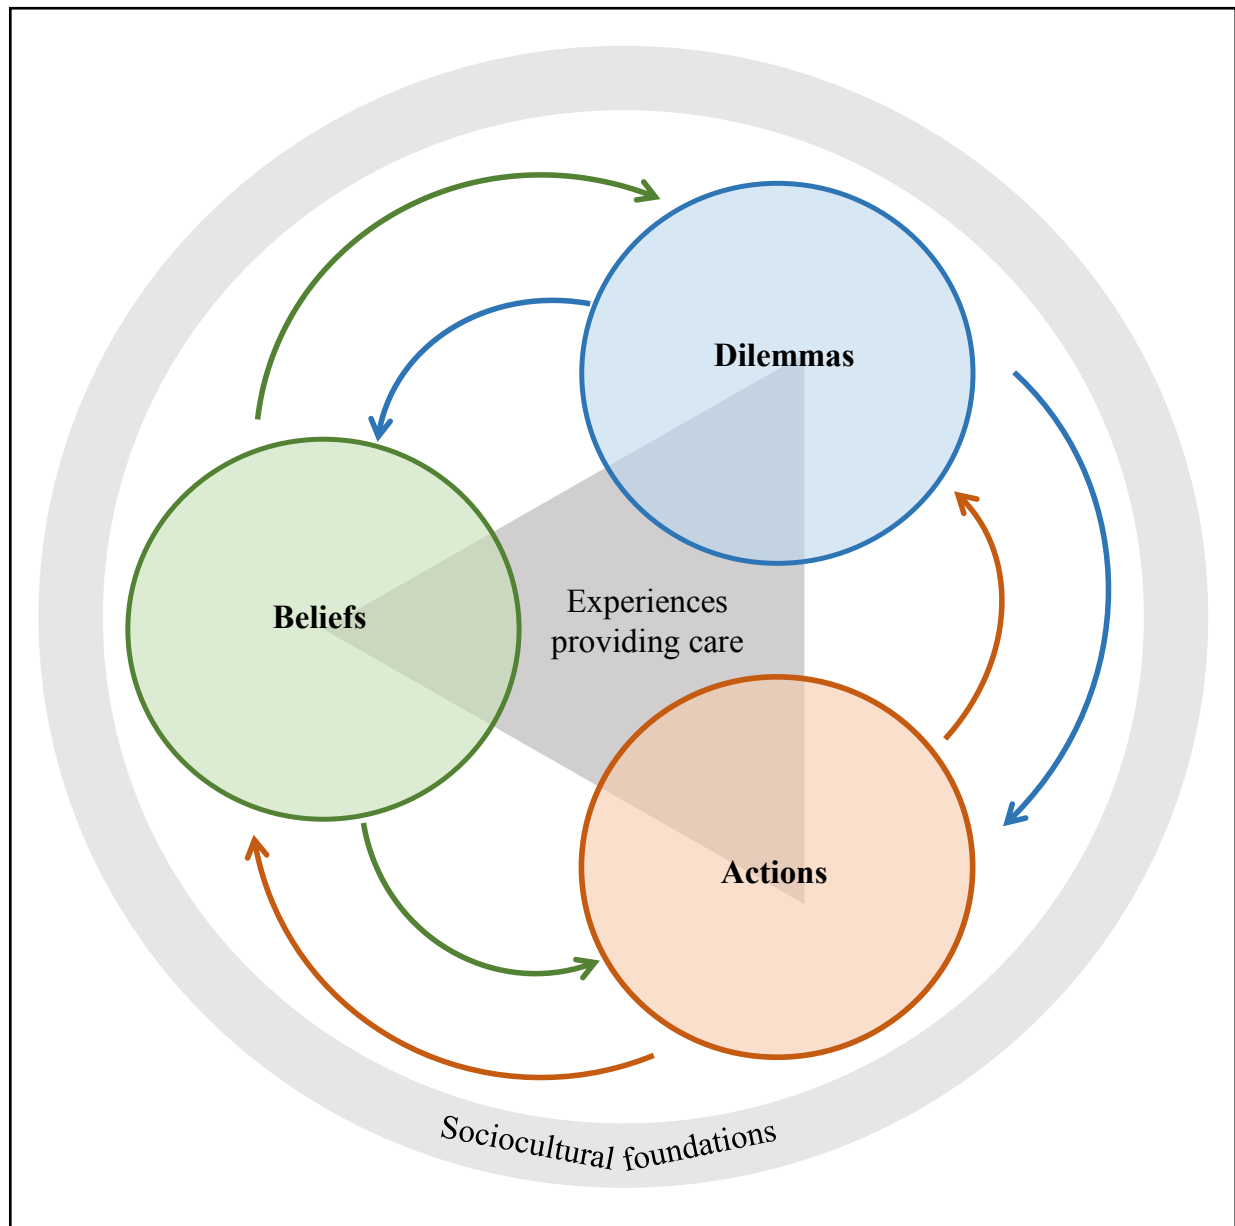 Dilemmas
Beliefs
Experiences
providing care
Actions
Sociocultural foundations